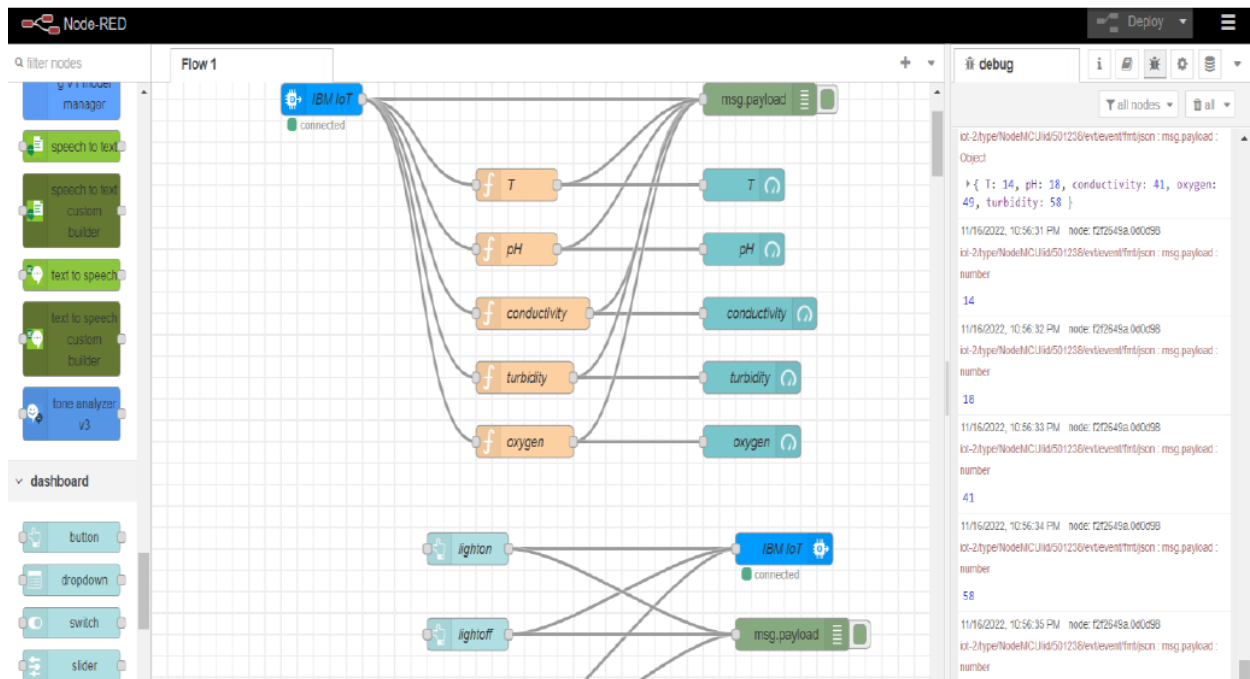 Node-RED
Deploy
filter nodes
Flow 1
debug
i
all nodes
all
manager
speech to text
speech to text
custom
builder
text to speech
text to speech
custom
builder
tone analyzer
v3
dashboard
button
dropdown
switch
slider
IBM IoT
connected
msg.payload
T
T
pH
pH
conductivity
conductivity
turbidity
turbidity
oxygen
oxygen
lighton
IBM IoT
connected
lightoff
msg.payload
iot-2/type/NodeMCU/id/501238/evt/event/fmt/json : msg.payload :
Object
{ T: 14, pH: 18, conductivity: 41, oxygen:
49, turbidity: 58 }
11/16/2022, 10:56:31 PM node: f2f2649a.0d0d98
iot-2/type/NodeMCU/id/501238/evt/event/fmt/json : msg.payload :
number
14
11/16/2022, 10:56:32 PM node: f2f2649a.0d0d98
iot-2/type/NodeMCU/id/501238/evt/event/fmt/json : msg.payload :
number
18
11/16/2022, 10:56:33 PM node: f2f2649a.0d0d98
iot-2/type/NodeMCU/id/501238/evt/event/fmt/json : msg.payload :
number
41
11/16/2022, 10:56:34 PM node: f2f2649a.0d0d98
iot-2/type/NodeMCU/id/501238/evt/event/fmt/json : msg.payload :
number
58
11/16/2022, 10:56:35 PM node: f2f2649a.0d0d98
iot-2/type/NodeMCU/id/501238/evt/event/fmt/json : msg.payload :
number